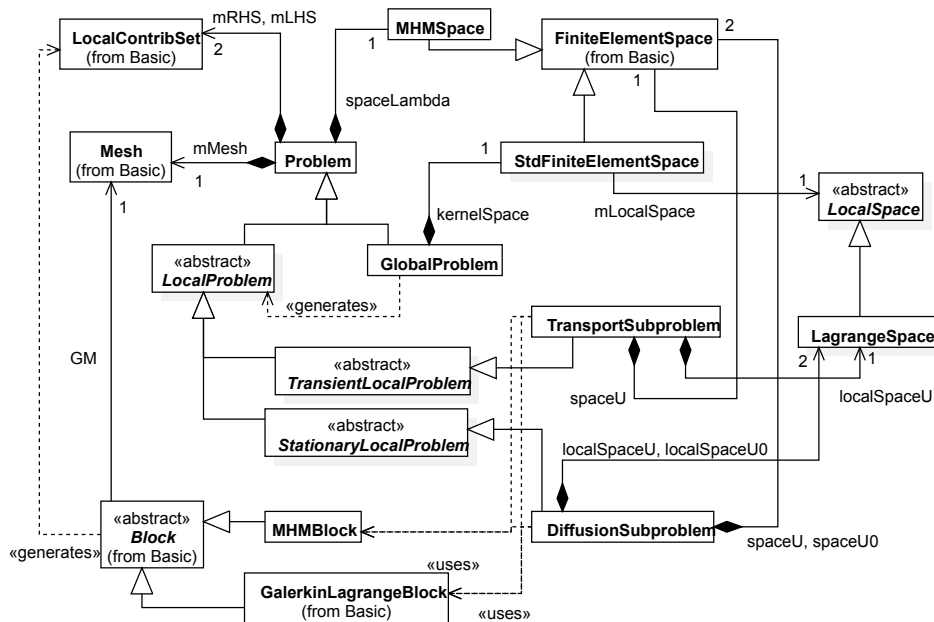 mRHS, mLHS
2
LocalContribSet
(from Basic)
MHMSpace
1
spaceLambda
FiniteElementSpace
(from Basic)
2
1
Mesh
(from Basic)
mMesh
1
1
Problem
1
StdFiniteElementSpace
kernelSpace
mLocalSpace
1
«abstract»
LocalSpace
«abstract»
LocalProblem
GlobalProblem
«generates»
TransportSubproblem
LagrangeSpace
2
1
GM
«abstract»
TransientLocalProblem
spaceU
localSpaceU
«abstract»
StationaryLocalProblem
localSpaceU, localSpaceU0
«abstract»
Block
(from Basic)
«generates»
MHMBlock
DiffusionSubproblem
spaceU, spaceU0
«uses»
GalerkinLagrangeBlock
(from Basic)
«uses»